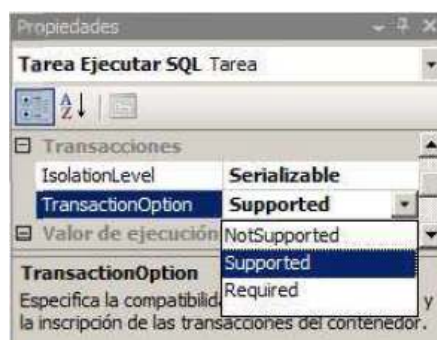 Propiedades
Tarea Ejecutar SQL Tarea
Transacciones
IsolationLevel Serializable
TransactionOption Supported
Valor de ejecución
NotSupported
Supported
Required
TransactionOption
Especifica la y
la inscripción de las transacciones del contenedor.